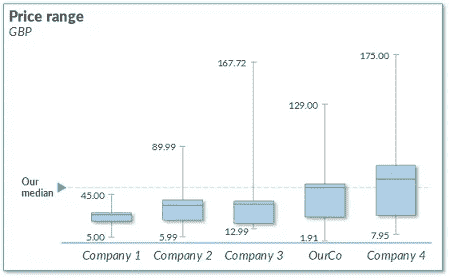 Price range
GBP
175.00
167.72
129.00
89.99
Our
median
45.00
5.00
5.99
12.99
1.91
7.95
Company 1
Company 2
Company 3
OurCo
Company 4